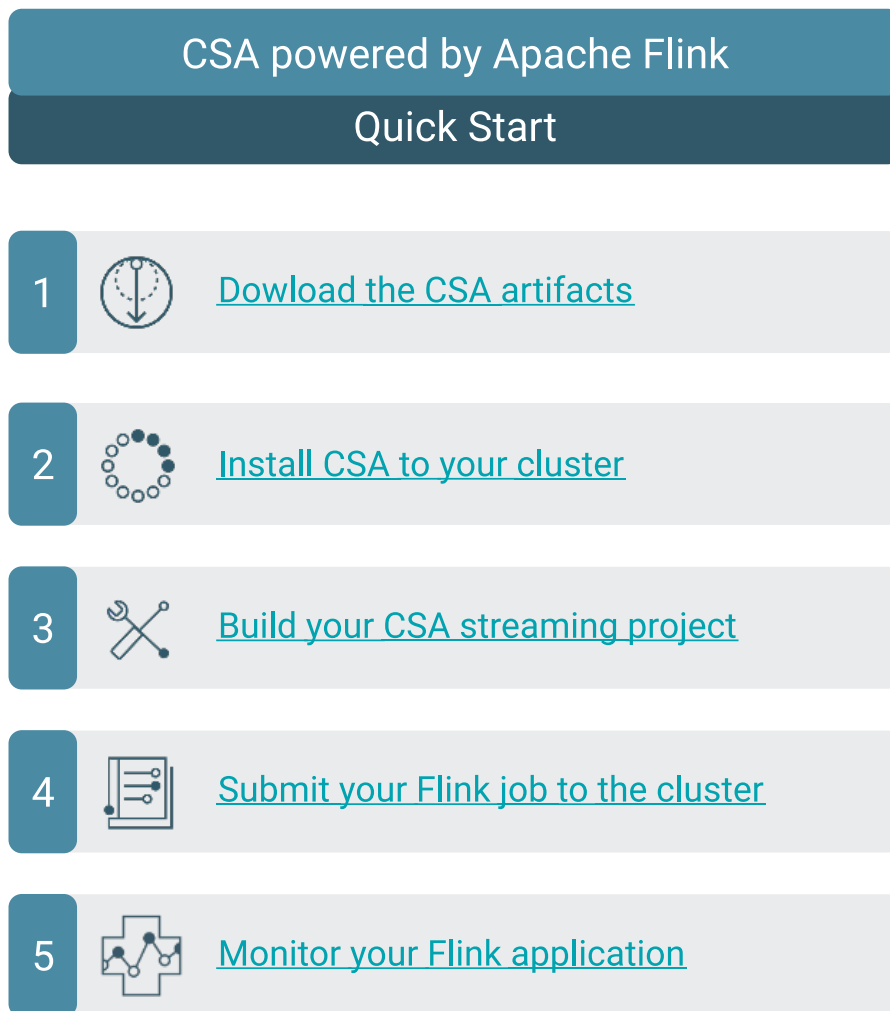 CSA powered by Apache Flink
Quick Start
1 Dowload the CSA artifacts
2 Install CSA to your cluster
3 Build your CSA streaming project
4 Submit your Flink job to the cluster
5 Monitor your Flink application